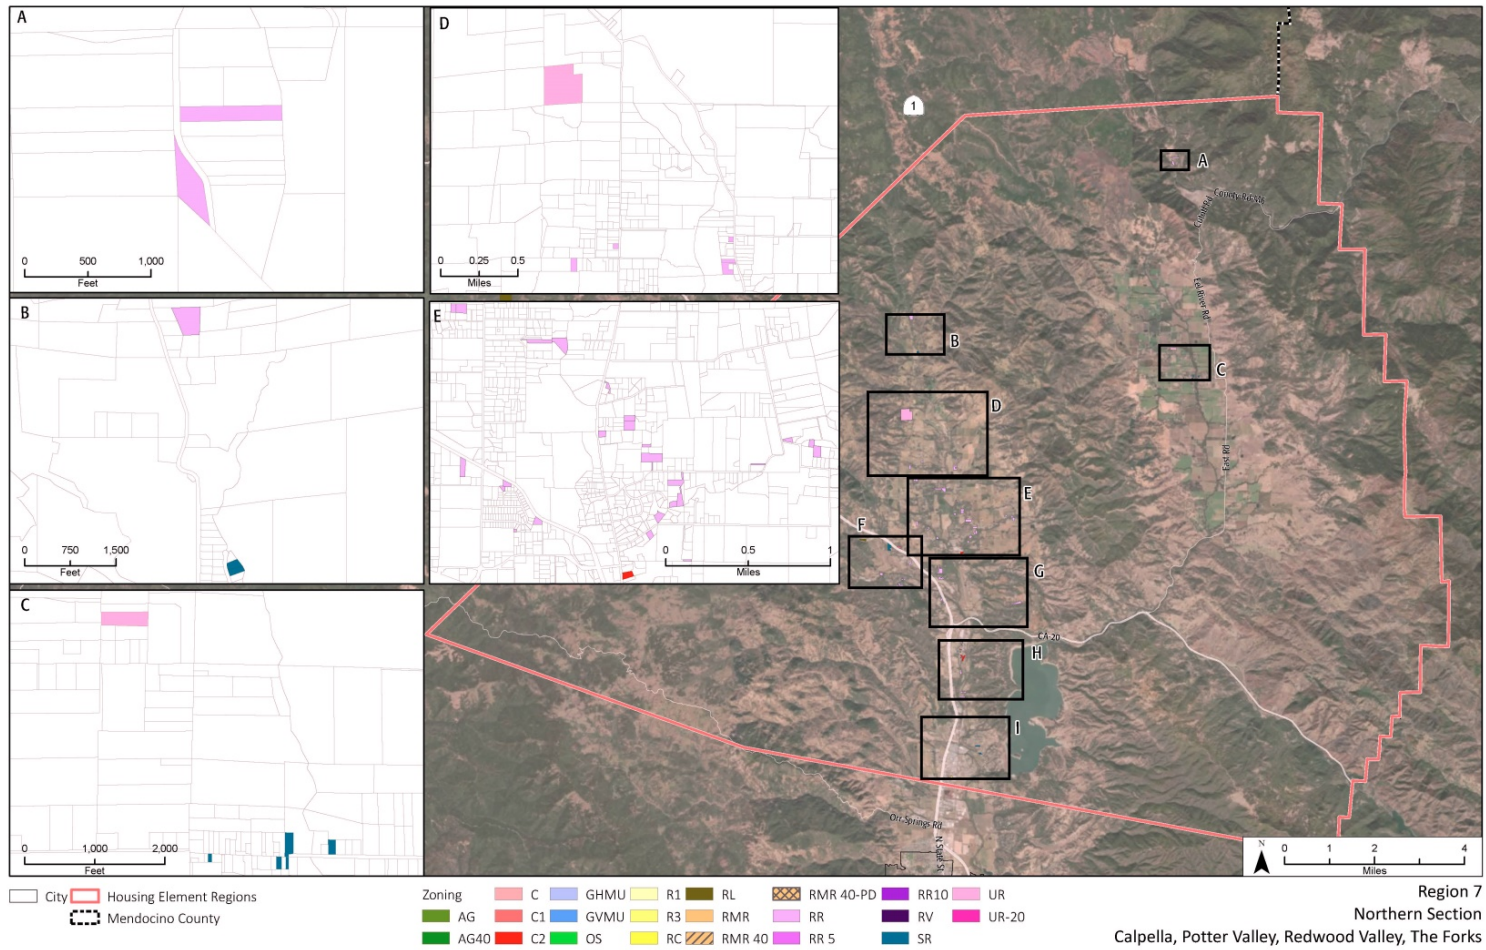 A
0 500 1,000
Feet
B
0 750 1,500
Feet
C
0 1,000 2,000
Feet
D
0 0.25 0.5
Miles
E
0 0.5 1
Miles
1
A
County Rd
Eel River Rd
B
C
D
East Rd
E
F
G
CA-20
H
I
Orr Springs Rd
N State St
N
0 1 2 4
Miles
City
Housing Element Regions
Mendocino County
Zoning
AG
AG40
C
C1
C2
GHMU
GVMU
OS
R1
R3
RC
RL
RMR
RMR 40
RMR 40-PD
RR
RR 5
RR10
RV
SR
UR
UR-20
Region 7
Northern Section
Calpella, Potter Valley, Redwood Valley, The Forks